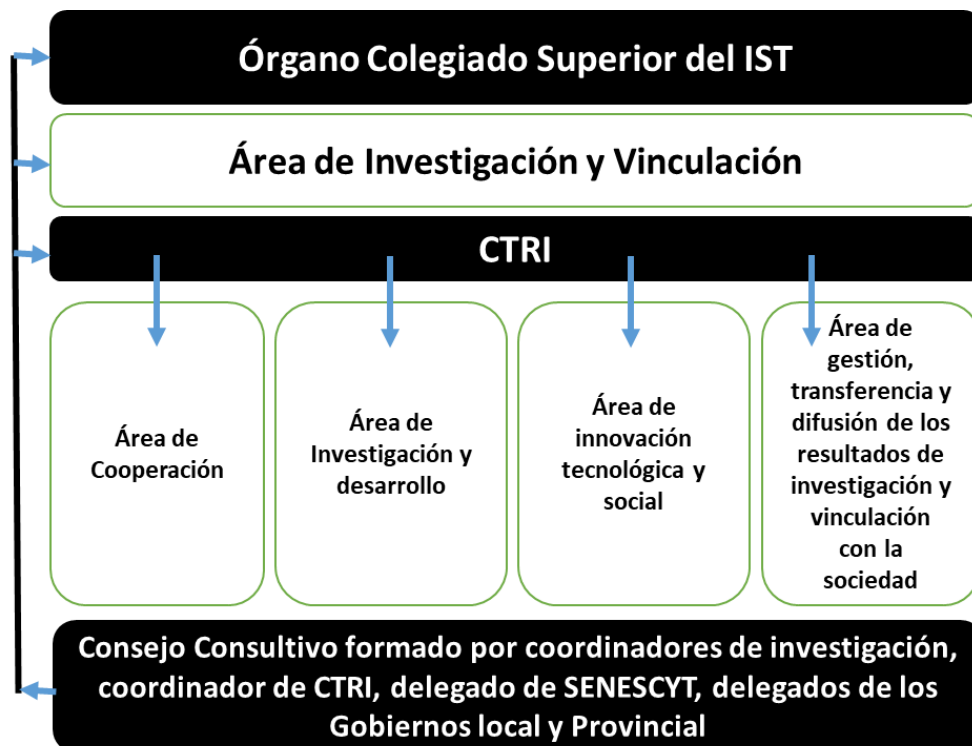 Órgano Colegiado Superior del IST
Área de Investigación y Vinculación
CTRI
Área de
Cooperación
Área de
Investigación y
desarrollo
Área de
innovación
tecnológica y
social
Área de
gestión,
transferencia y
difusión de los
resultados de
investigación y
vinculación
con la
sociedad
Consejo Consultivo formado por coordinadores de investigación,
coordinador de CTRI, delegado de SENESCYT, delegados de los
Gobiernos local y Provincial